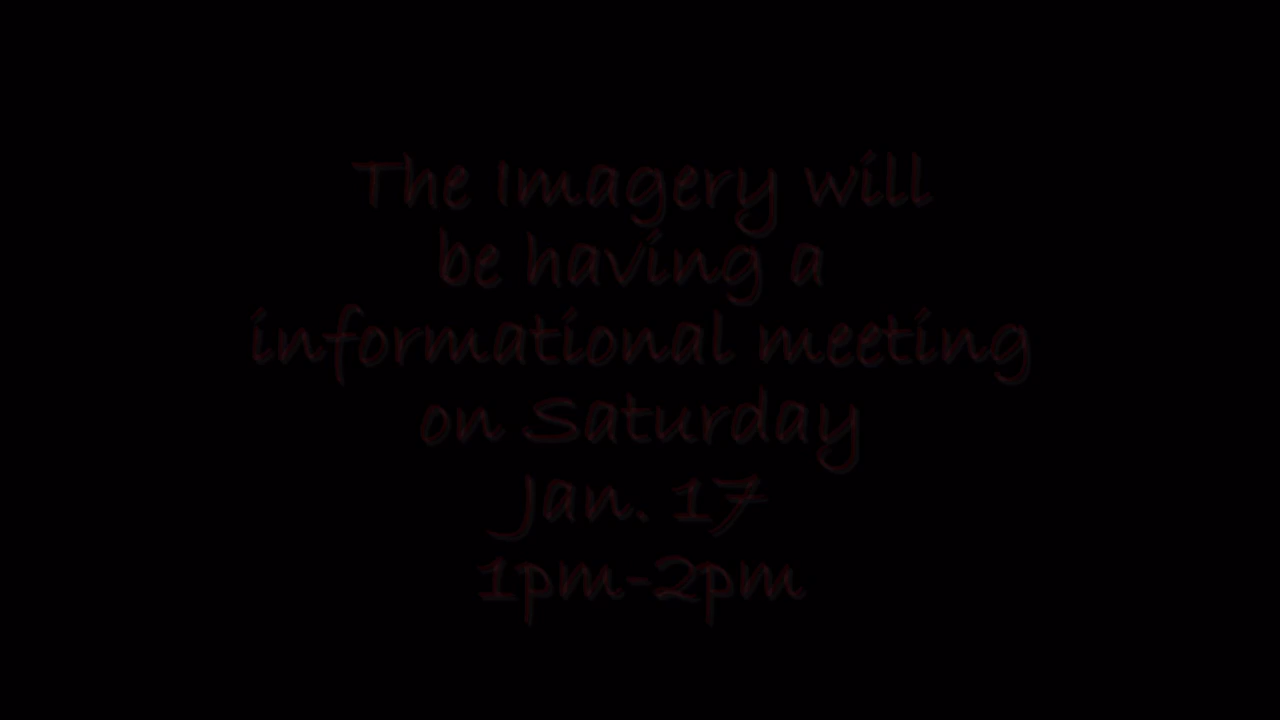 The Imagery will
be having a
informational meeting
on Saturday
Jan. 17
1pm-2pm